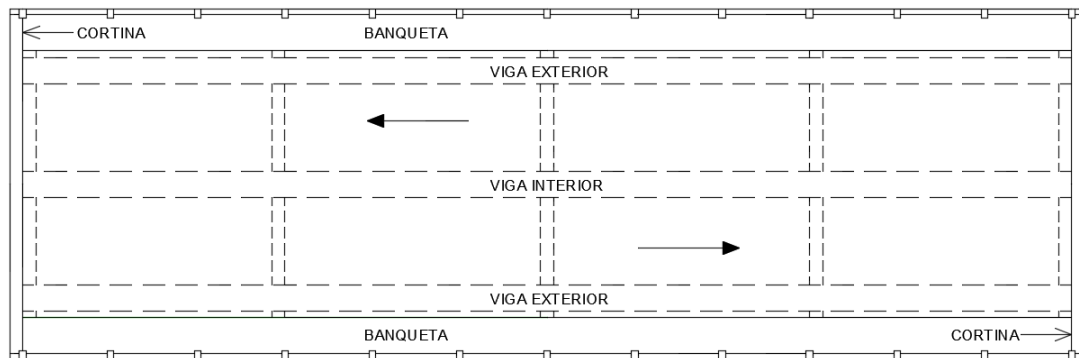 CORTINA
BANQUETA
VIGA EXTERIOR
VIGA INTERIOR
VIGA EXTERIOR
BANQUETA
CORTINA